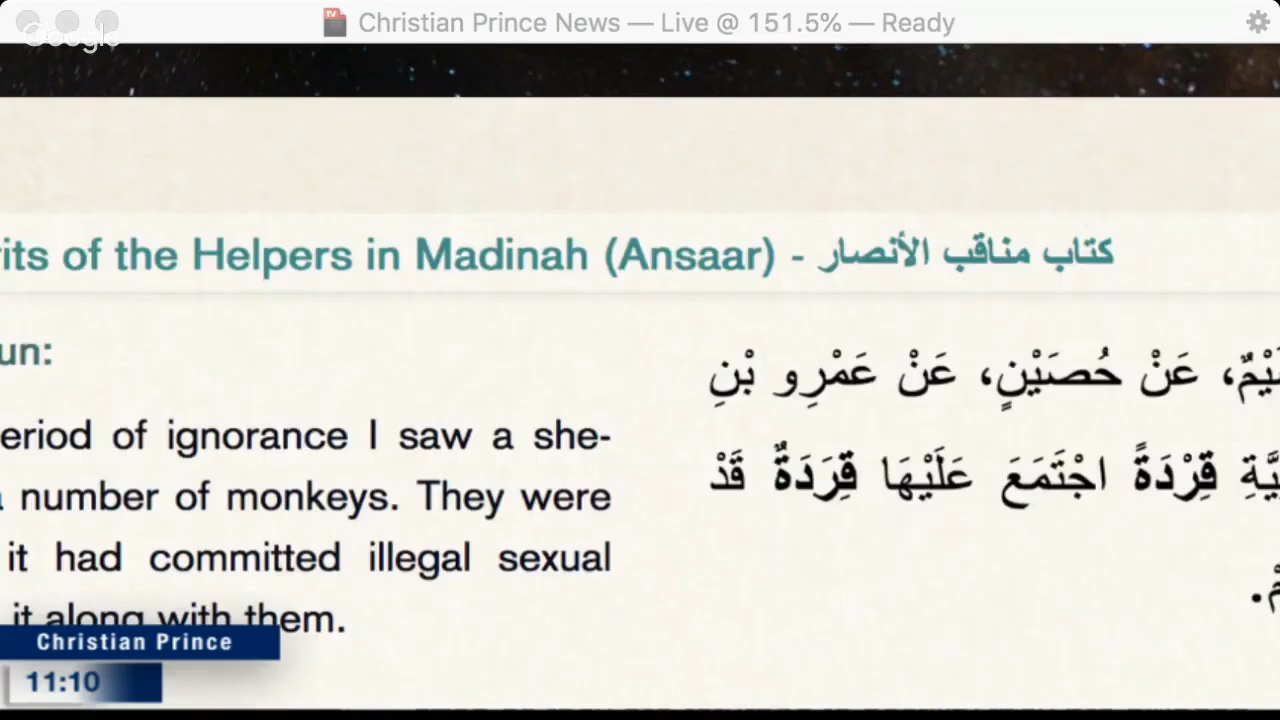 Christian Prince News — Live @ 151.5% — Ready
Google
its of the Helpers in Madinah (Ansaar) - كتاب مناقب الأنصار
un:
eriod of ignorance I saw a she-
number of monkeys. They were
it had committed illegal sexual
it along with them.
عَنْ حُصَيْنٍ، عَنْ عَمْرِو بْنِ
قِرْدَةً اجْتَمَعَ عَلَيْهَا قِرَدَةٌ قَدْ
Christian Prince
11:10